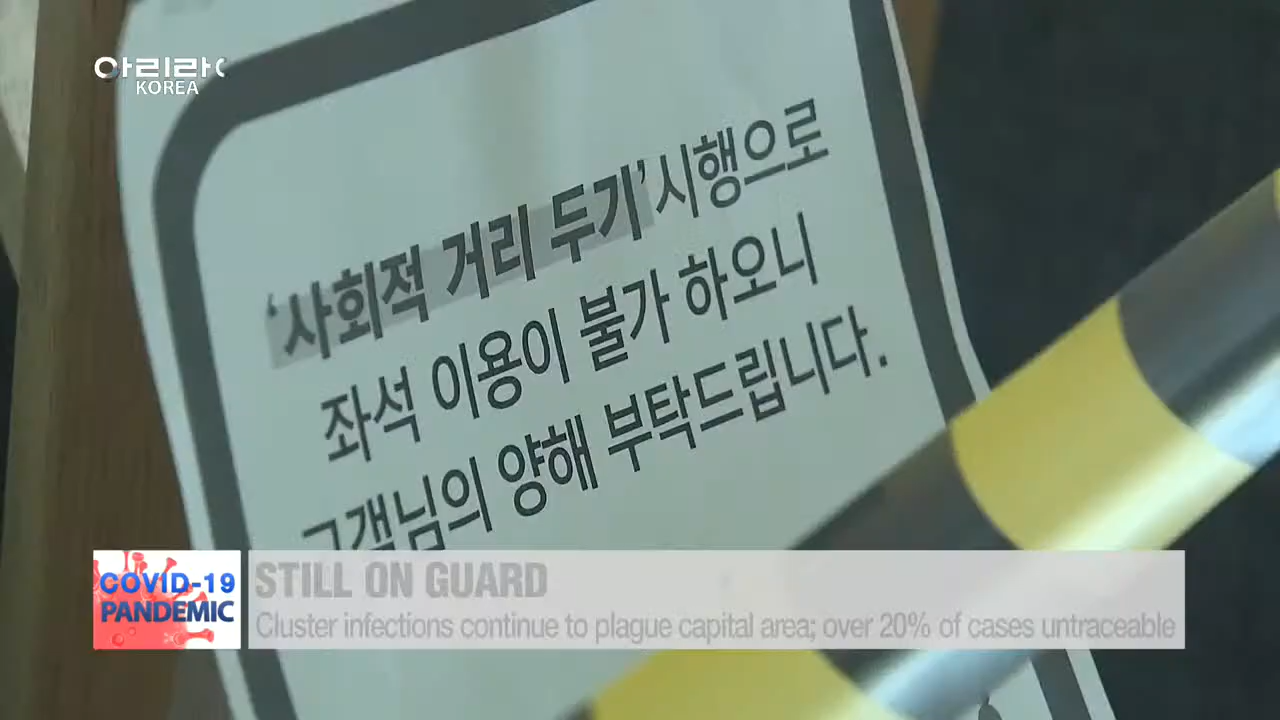 아리랑
KOREA
'사회적 거리 두기'시행으로
좌석 이용이 불가 하오니
고객님의 양해 부탁드립니다.
COVID-19
PANDEMIC
STILL ON GUARD
Cluster infections continue to plague capital area; over 20% of cases untraceable